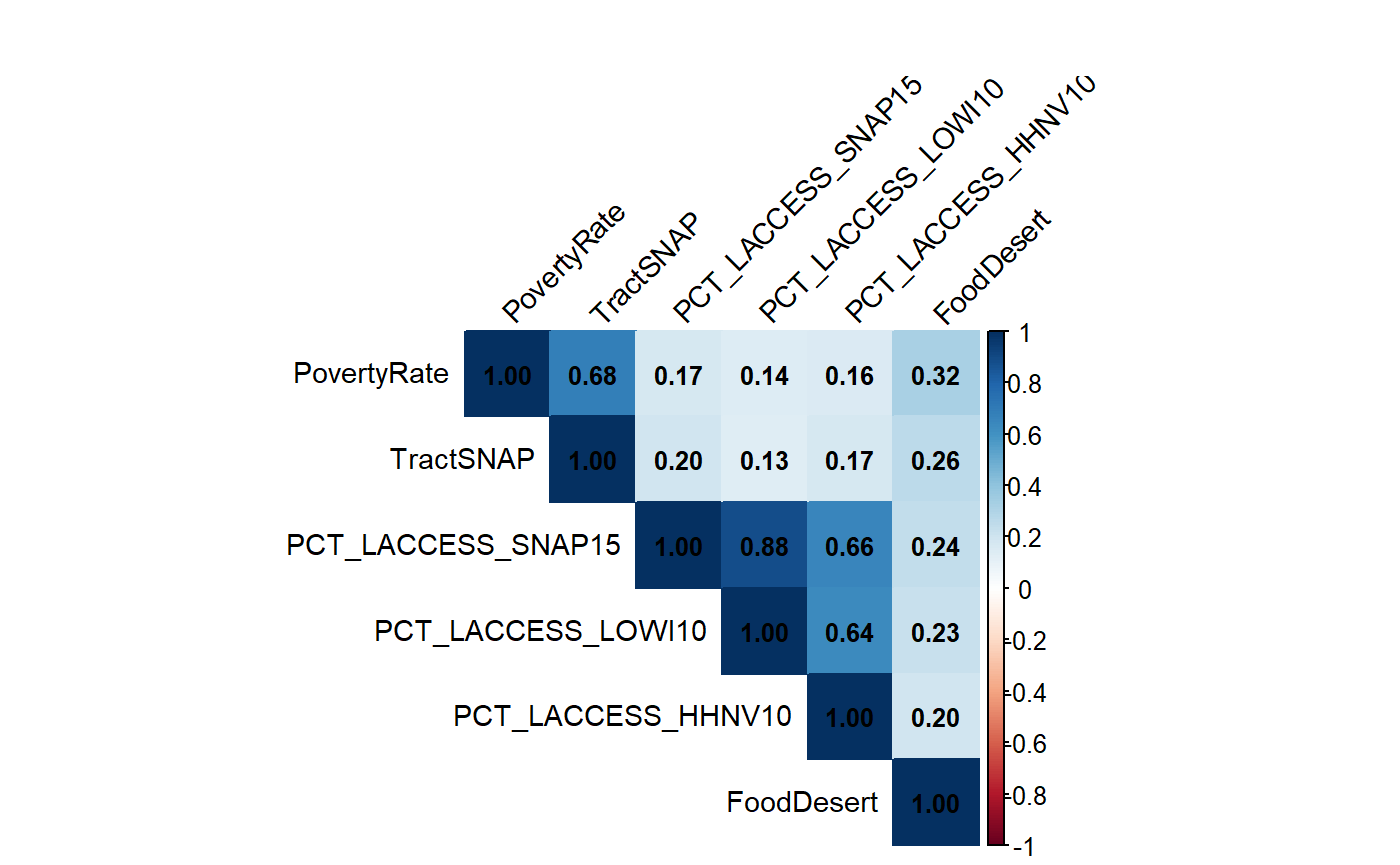 PovertyRate
TractSNAP
PCT_LACCESS_SNAP15
PCT_LACCESS_LOWI10
PCT_LACCESS_HHNV10
FoodDesert
PovertyRate 1.00 0.68 0.17 0.14 0.16 0.32
TractSNAP 1.00 0.20 0.13 0.17 0.26
PCT_LACCESS_SNAP15 1.00 0.88 0.66 0.24
PCT_LACCESS_LOWI10 1.00 0.64 0.23
PCT_LACCESS_HHNV10 1.00 0.20
FoodDesert 1.00
1
0.8
0.6
0.4
0.2
0
-0.2
-0.4
-0.6
-0.8
-1